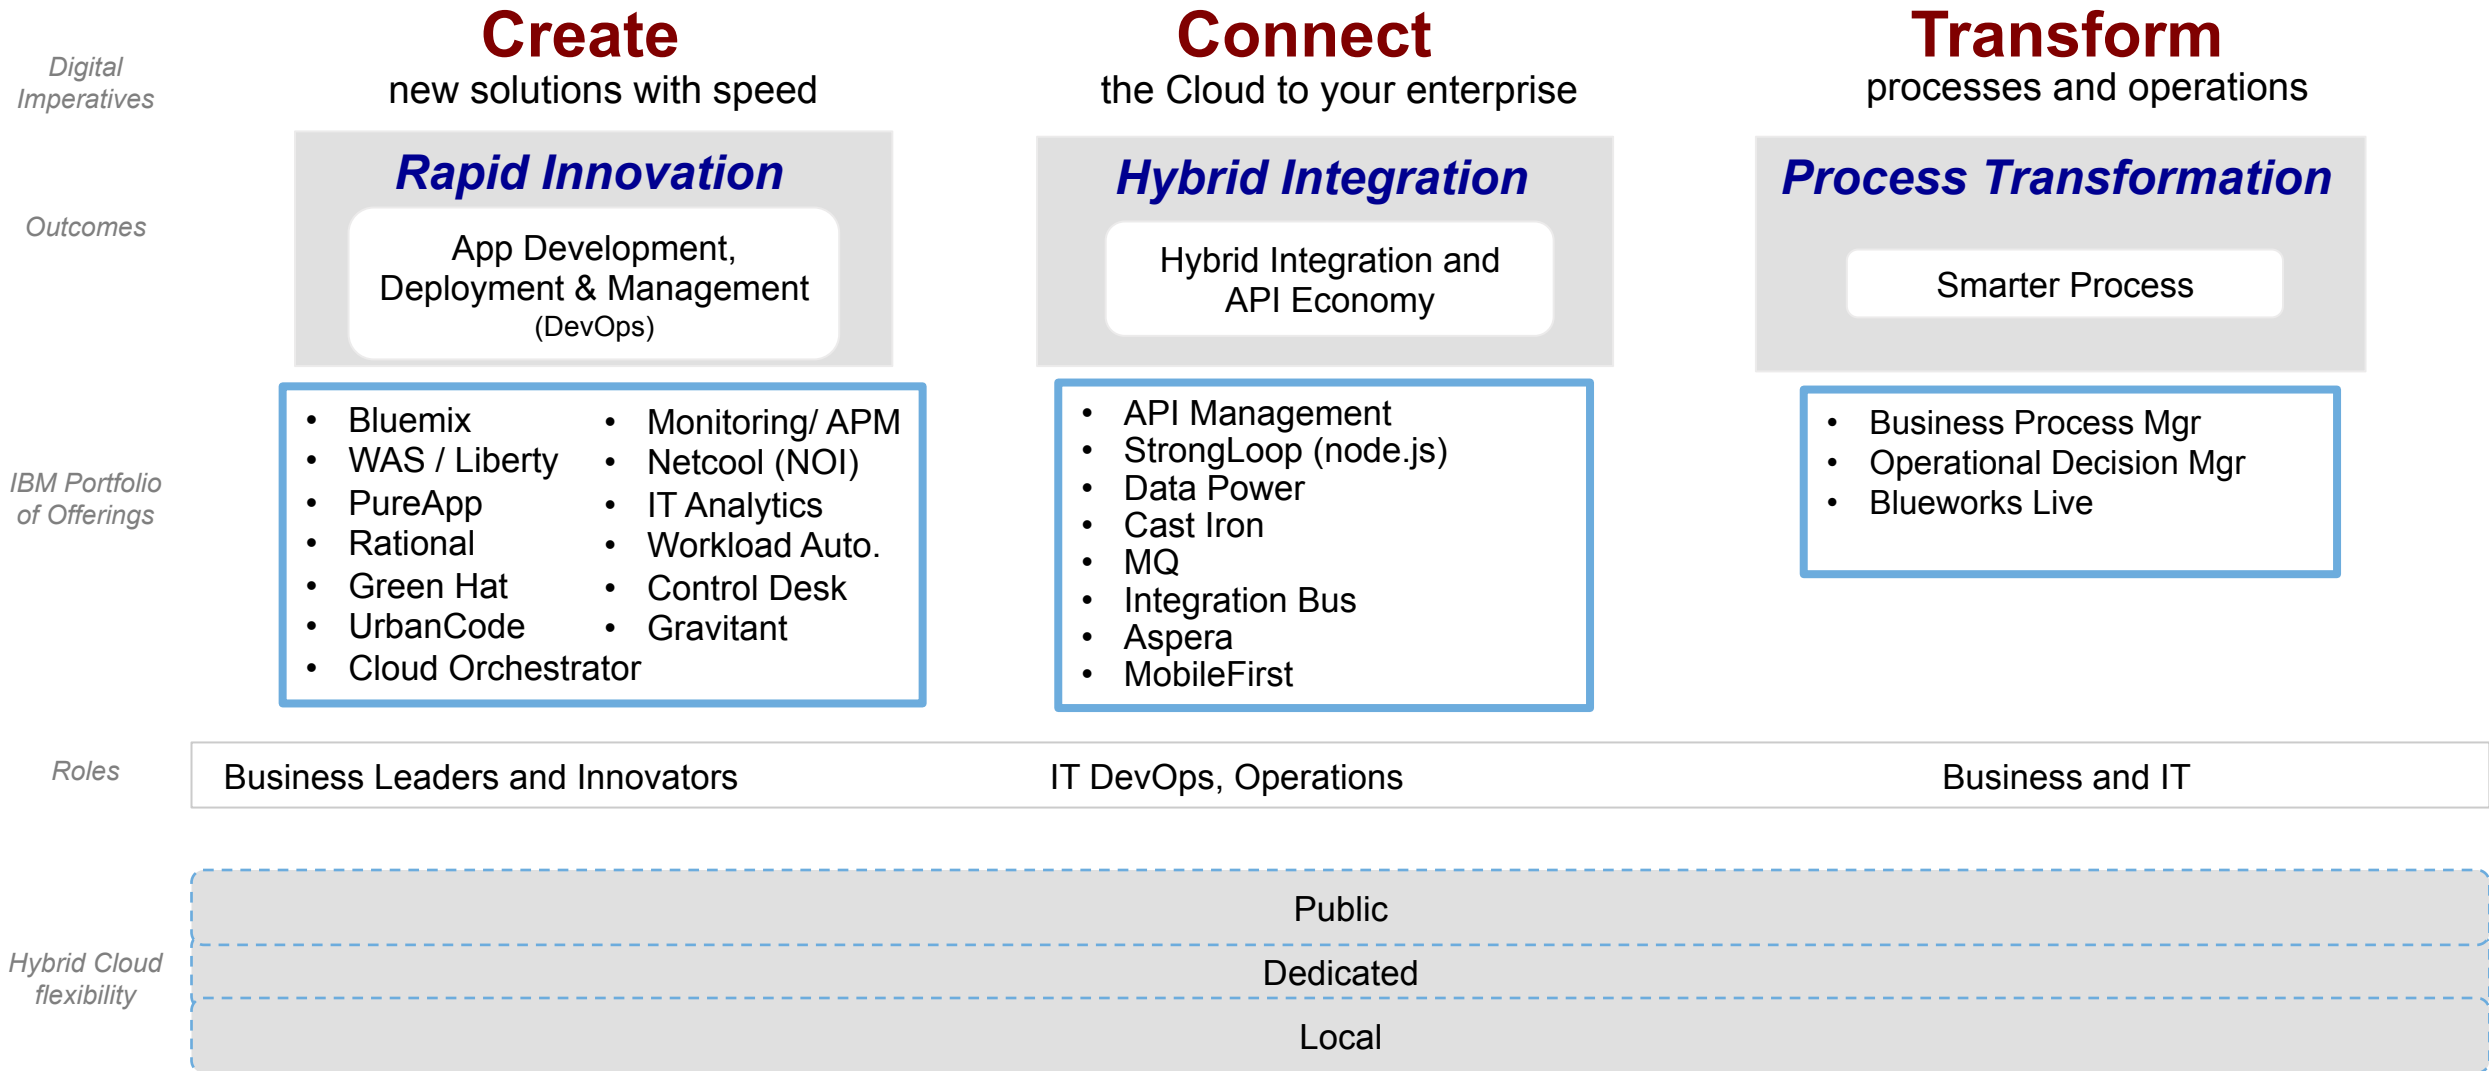 Digital
Imperatives
Create
new solutions with speed
Connect
the Cloud to your enterprise
Transform
processes and operations
Outcomes
Rapid Innovation
App Development,
Deployment & Management
(DevOps)
Hybrid Integration
Hybrid Integration and
API Economy
Process Transformation
Smarter Process
IBM Portfolio
of Offerings
• Bluemix
• WAS / Liberty
• PureApp
• Rational
• Green Hat
• UrbanCode
• Cloud Orchestrator
• Monitoring/ APM
• Netcool (NOI)
• IT Analytics
• Workload Auto.
• Control Desk
• Gravitant
• API Management
• StrongLoop (node.js)
• Data Power
• Cast Iron
• MQ
• Integration Bus
• Aspera
• MobileFirst
• Business Process Mgr
• Operational Decision Mgr
• Blueworks Live
Roles
Business Leaders and Innovators
IT DevOps, Operations
Business and IT
Hybrid Cloud
flexibility
Public
Dedicated
Local